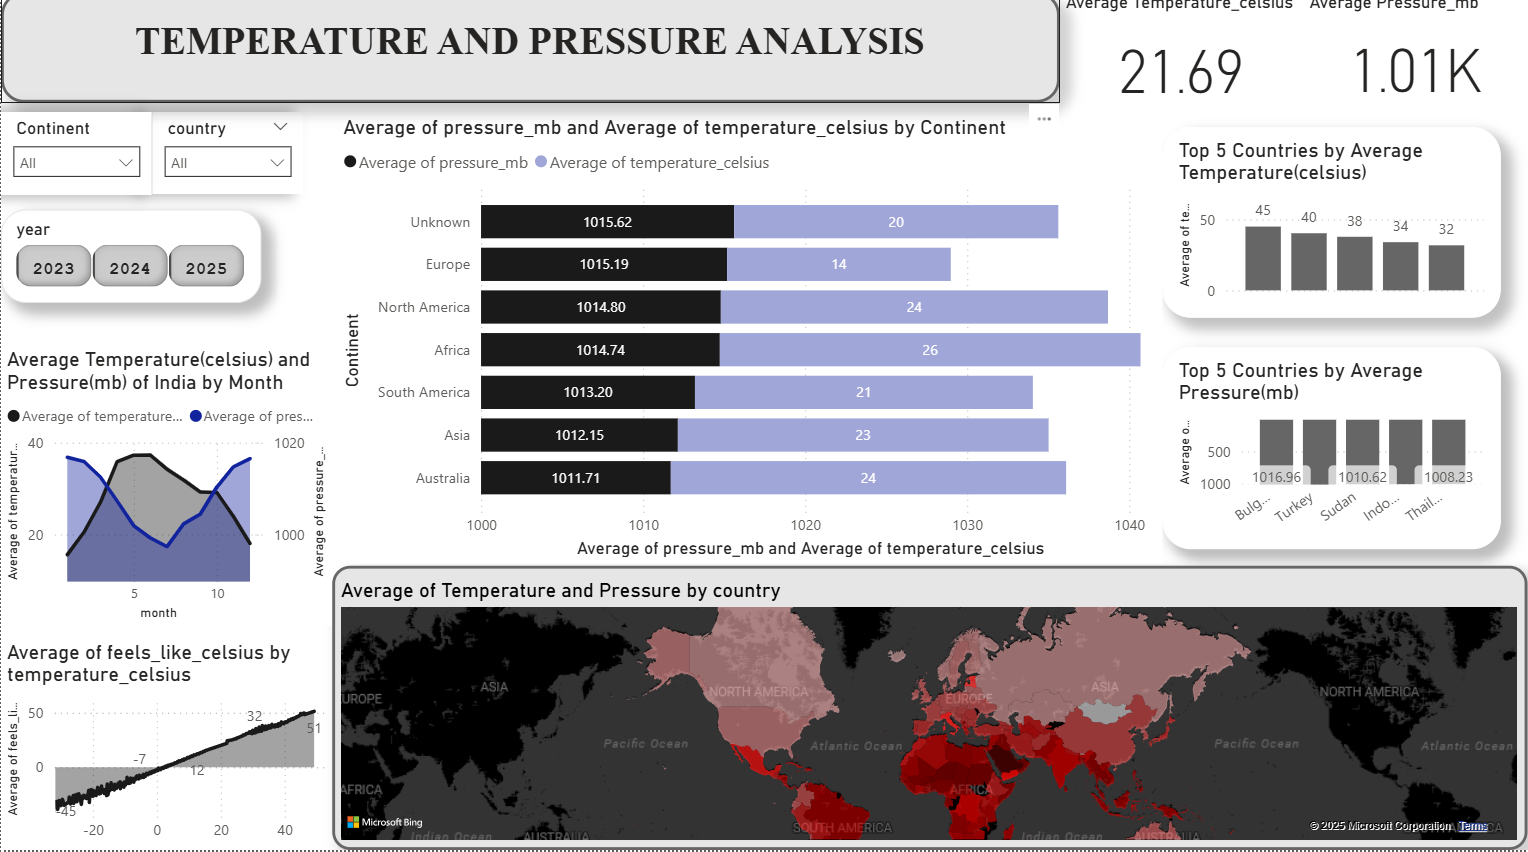 TEMPERATURE AND PRESSURE ANALYSIS
Average Temperature_celsius
Average Pressure_mb
21.69
1.01K
Continent
All
country
All
year
2023
2024
2025
Average of pressure_mb and Average of temperature_celsius by Continent
Average of pressure_mb
Average of temperature_celsius
Continent
Unknown 1015.62 20
Europe 1015.19 14
North America 1014.80 24
Africa 1014.74 26
South America 1013.20 21
Asia 1012.15 23
Australia 1011.71 24
1000 1010 1020 1030 1040
Average of pressure_mb and Average of temperature_celsius
Top 5 Countries by Average
Temperature(celsius)
Average of te...
50
0
45 40 38 34 32
Top 5 Countries by Average
Pressure(mb)
Average o...
500
1000
1016.96 1010.62 1008.23
Bulg... Turkey Sudan Indo... Thail...
Average Temperature(celsius) and
Pressure(mb) of India by Month
Average of temperature...
Average of pres...
Average of temperatur...
40
20
1020
1000
Average of pressure_...
5 10
month
Average of feels_like_celsius by
temperature_celsius
Average of feels_li...
50
0
-45
-7
12
32
51
-20 0 20 40
Average of Temperature and Pressure by country
EUROPE
ASIA
NORTH AMERICA
EUROPE
ASIA
NORTH AMERICA
Pacific Ocean
Atlantic Ocean
Pacific Ocean
Atlantic Ocean
AFRICA
AFRICA
SOUTH AMERICA
Indian Ocean
AUSTRALIA
Indian Ocean
AUSTRALIA
Microsoft Bing
© 2025 Microsoft Corporation
Terms